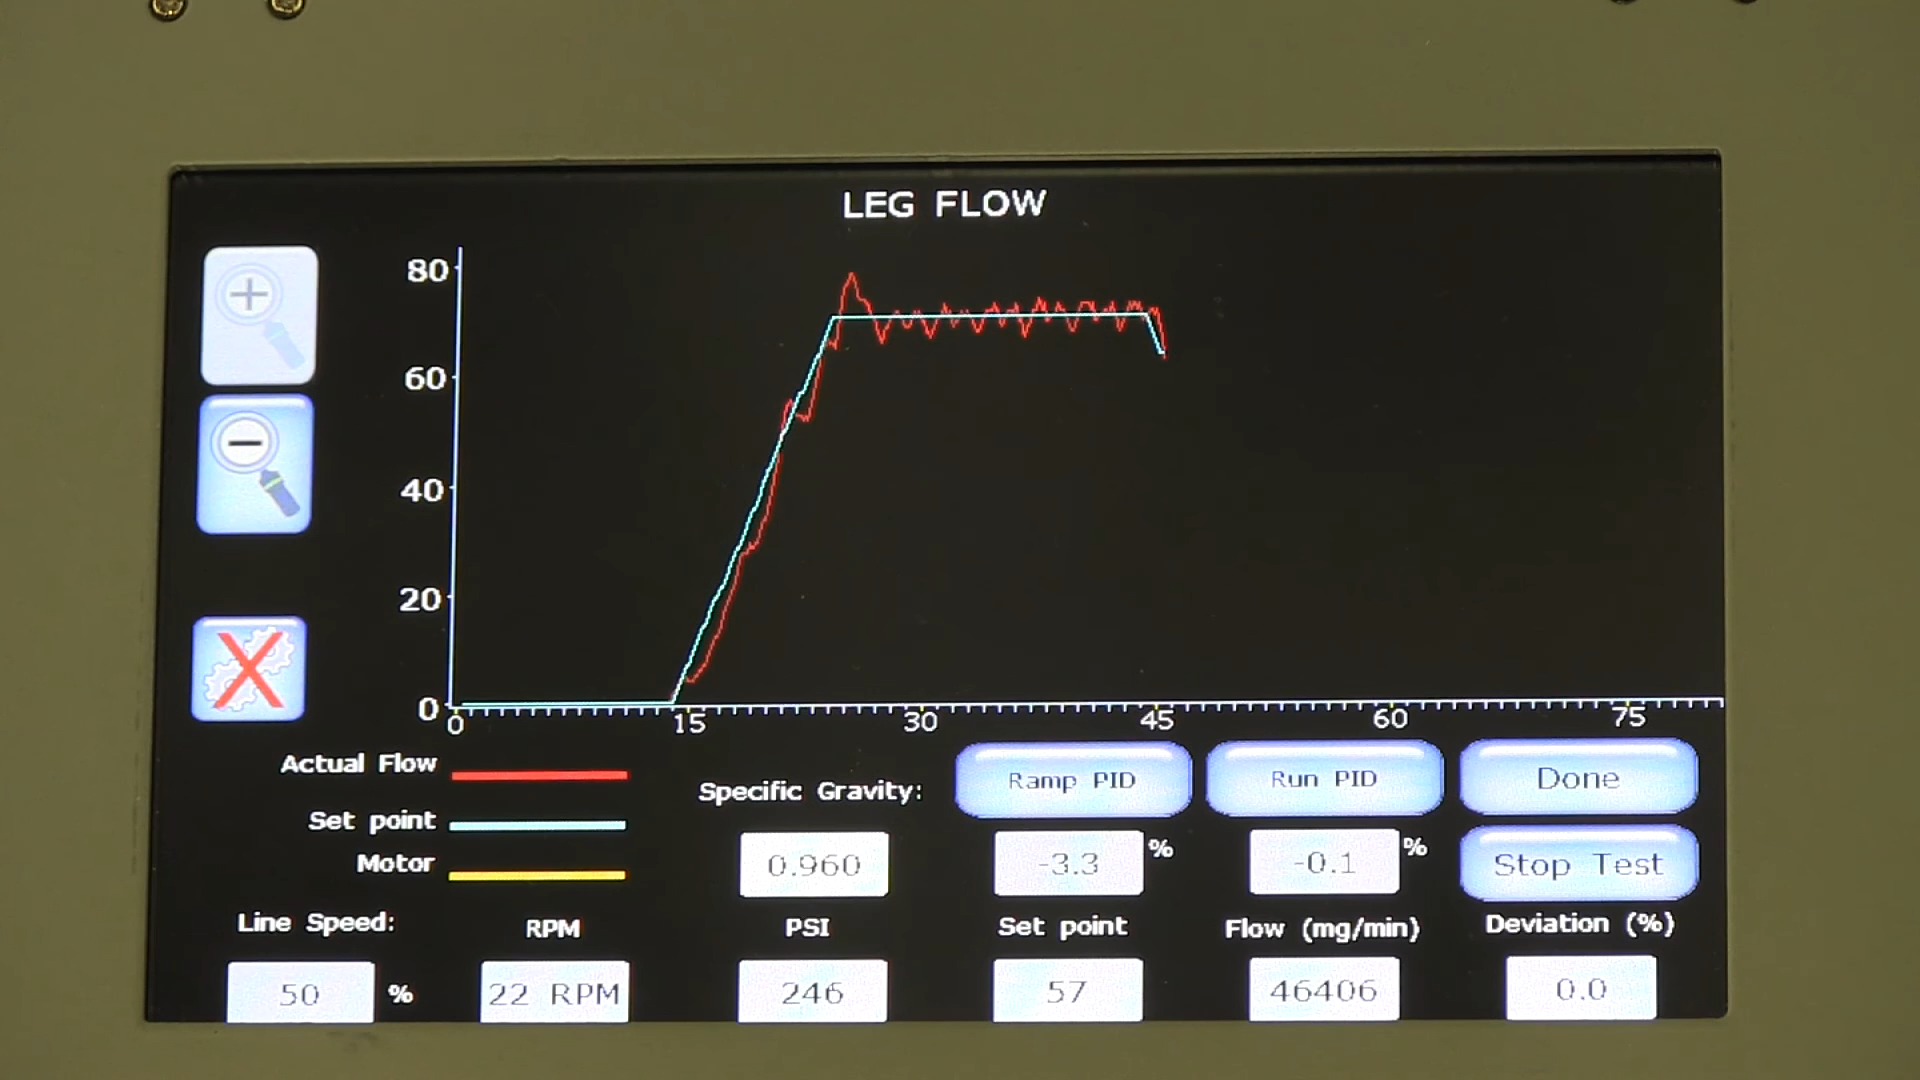 LEG FLOW
80
60
40
20
0
0 15 30 45 60 75
Actual Flow
Set point
Motor
Specific Gravity:
0.960
Ramp PID
-3.3 %
Run PID
-0.1 %
Done
Stop Test
Line Speed:
50 %
RPM
22 RPM
PSI
246
Set point
57
Flow (mg/min)
46406
Deviation (%)
0.0